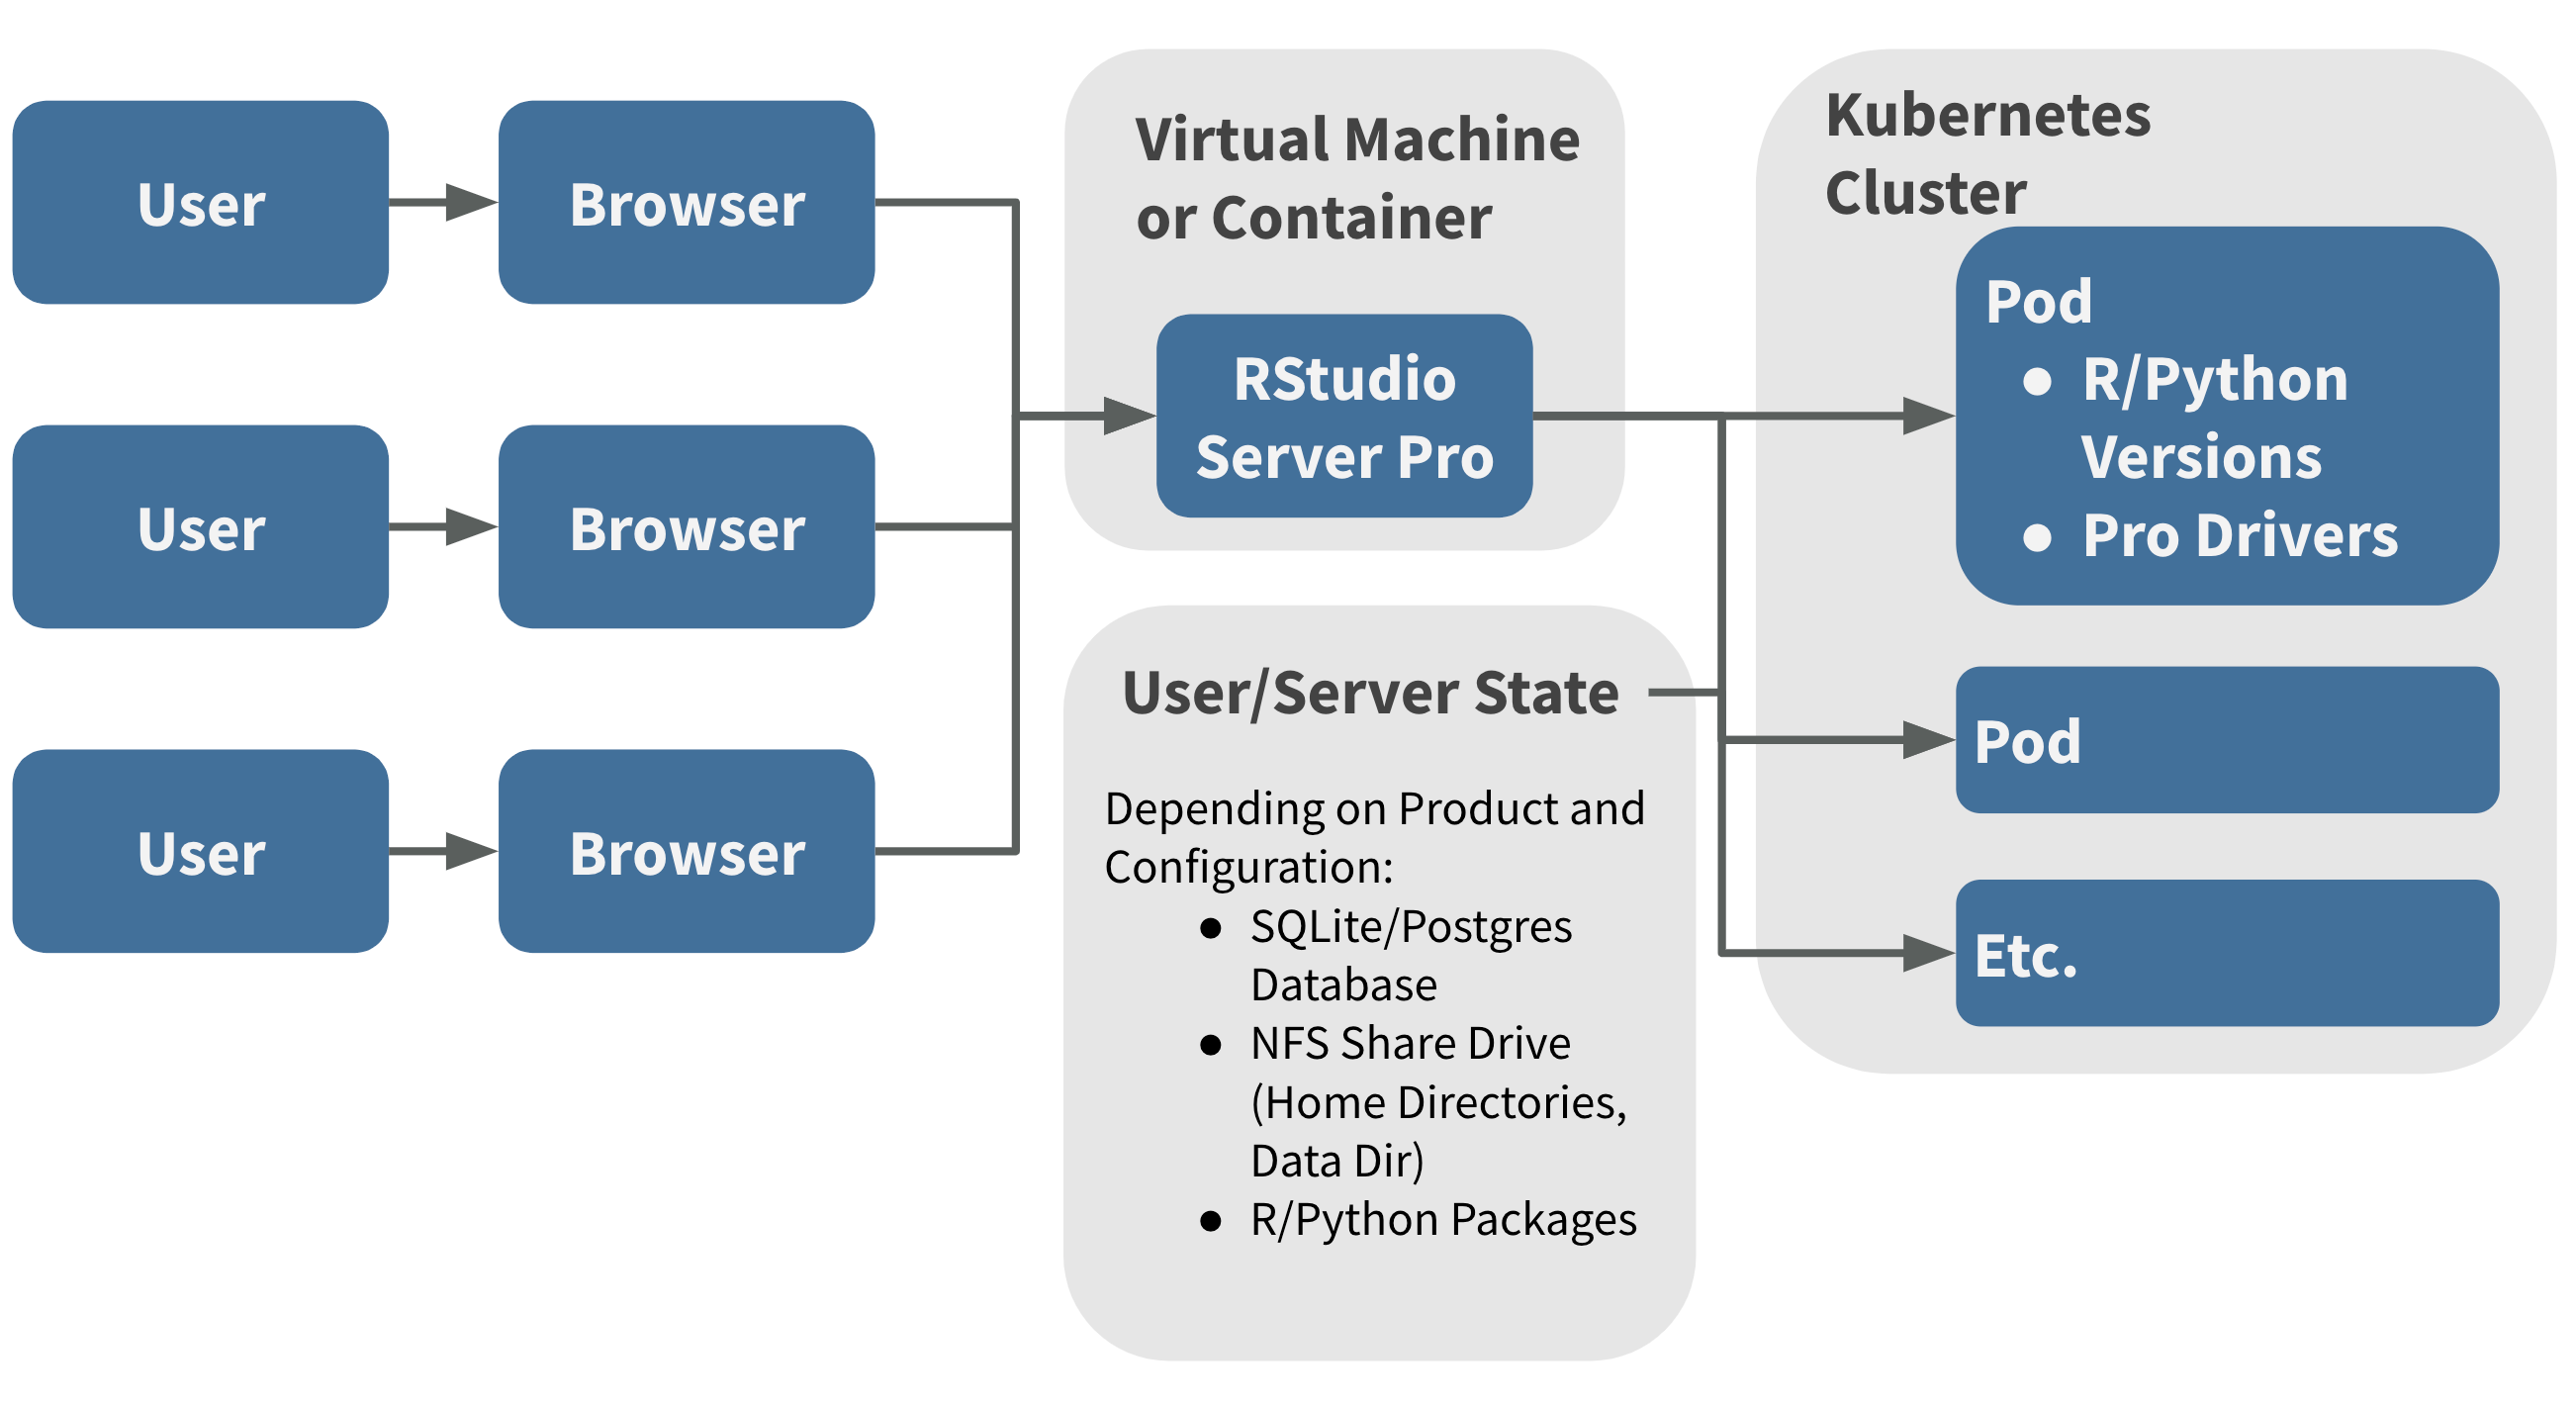 User
Browser
User
Browser
User
Browser
Virtual Machine
or Container
RStudio
Server Pro
User/Server State
Depending on Product and
Configuration:
● SQLite/Postgres
Database
● NFS Share Drive
(Home Directories,
Data Dir)
● R/Python Packages
Kubernetes
Cluster
Pod
● R/Python
Versions
● Pro Drivers
Pod
Etc.